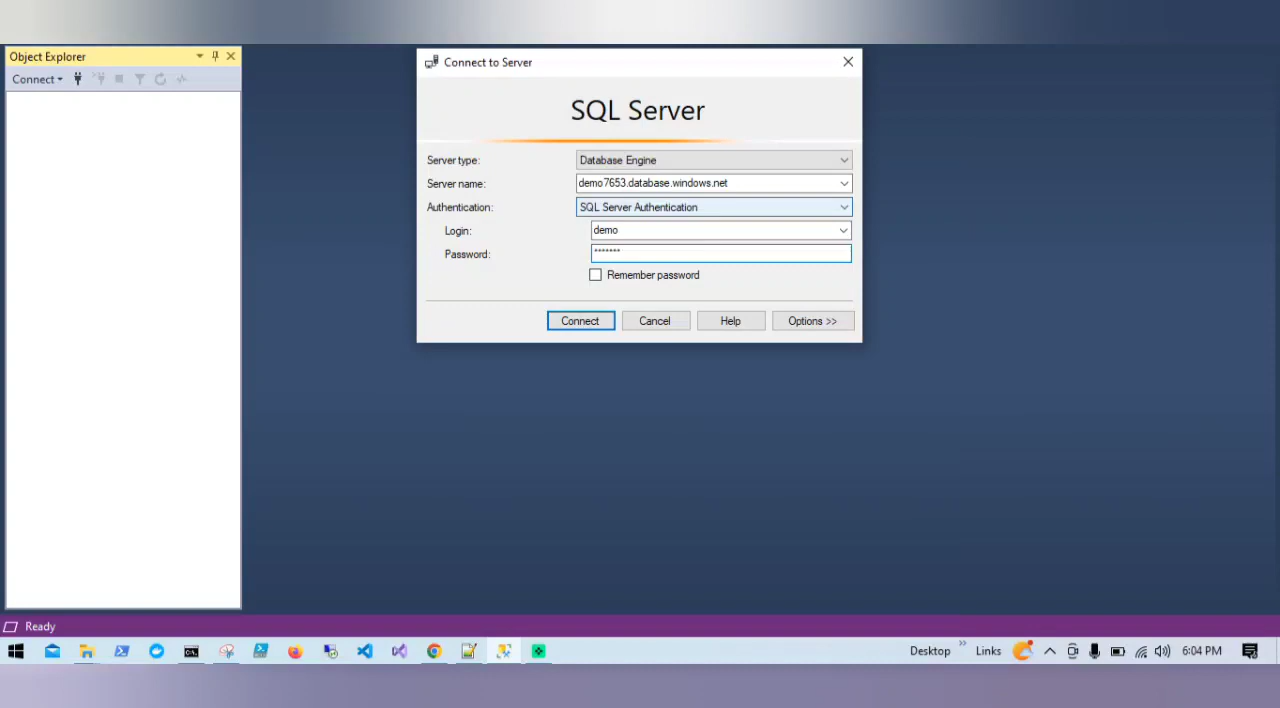 Object Explorer
Connect
Connect to Server
SQL Server
Server type: Database Engine
Server name: demo7653.database.windows.net
Authentication: SQL Server Authentication
Login: demo
Password: *******
Remember password
Connect Cancel Help Options >>
Ready
Desktop » Links 6:04 PM